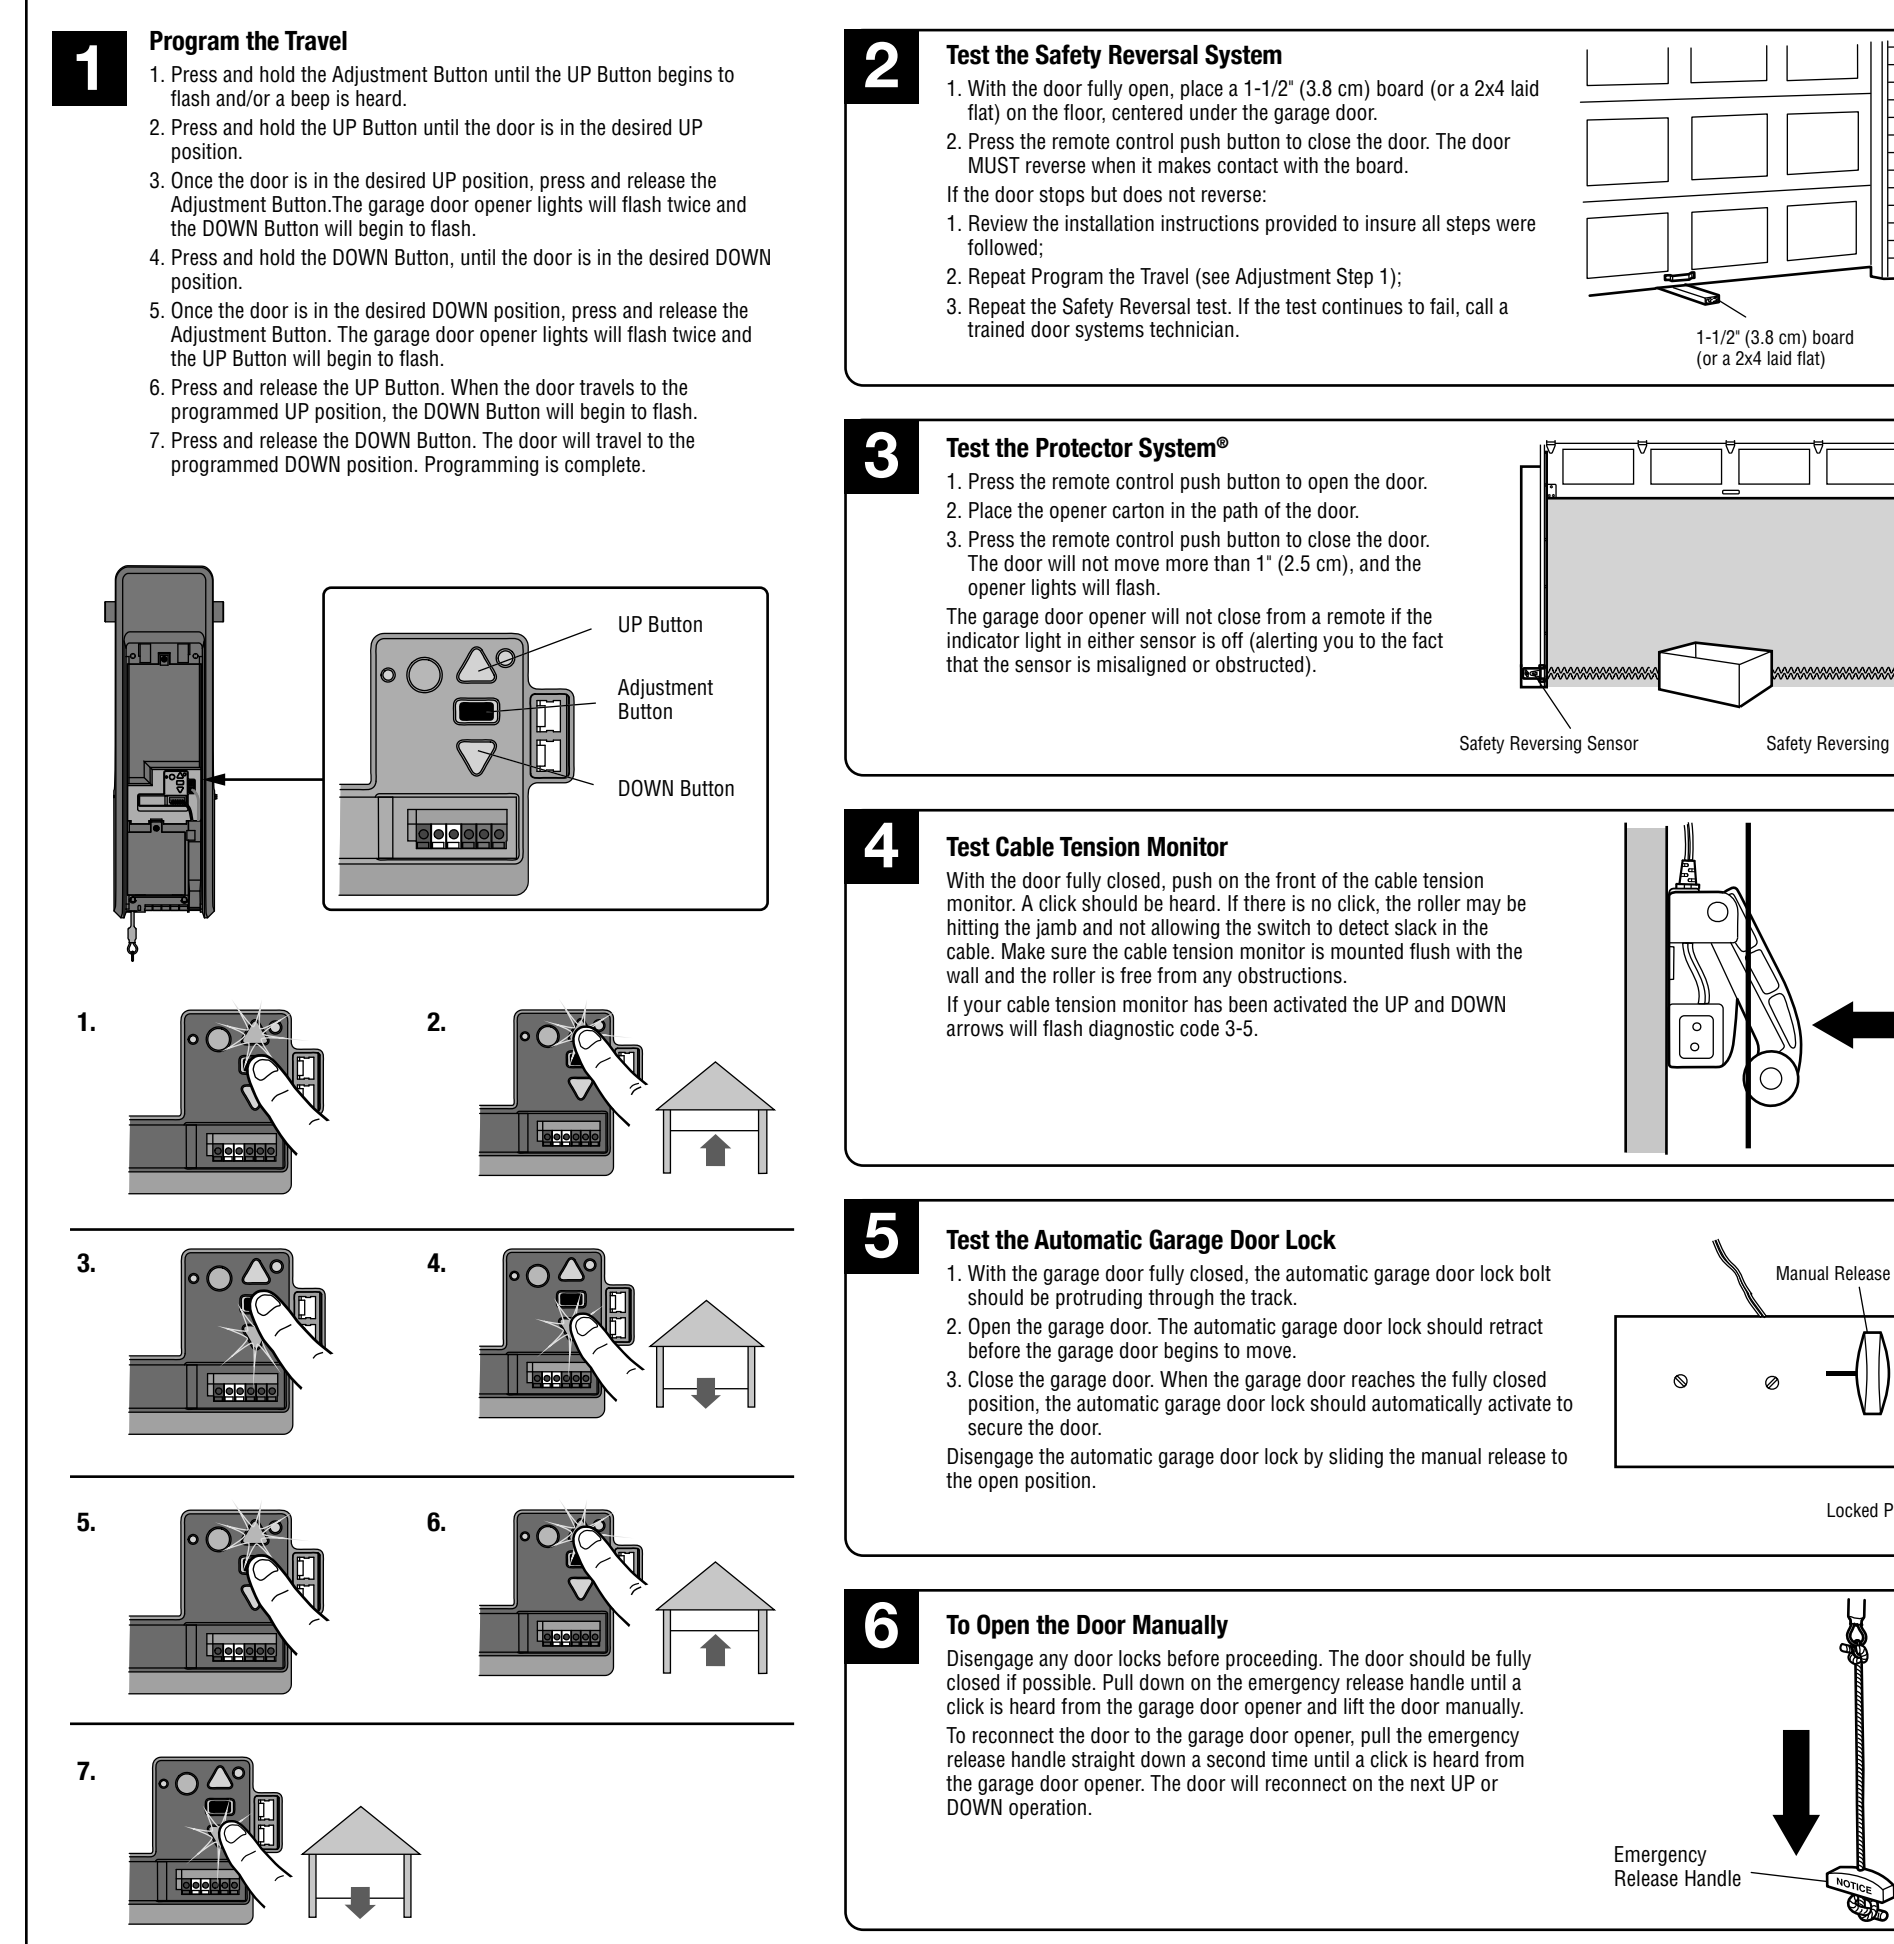 1
Program the Travel
1. Press and hold the Adjustment Button until the UP Button begins to
flash and/or a beep is heard.
2. Press and hold the UP Button until the door is in the desired UP
position.
3. Once the door is in the desired UP position, press and release the
Adjustment Button.The garage door opener lights will flash twice and
the DOWN Button will begin to flash.
4. Press and hold the DOWN Button, until the door is in the desired DOWN
position.
5. Once the door is in the desired DOWN position, press and release the
Adjustment Button. The garage door opener lights will flash twice and
the UP Button will begin to flash.
6. Press and release the UP Button. When the door travels to the
programmed UP position, the DOWN Button will begin to flash.
7. Press and release the DOWN Button. The door will travel to the
programmed DOWN position. Programming is complete.
UP Button
Adjustment
Button
DOWN Button
1.
2.
3.
4.
5.
6.
7.
2
Test the Safety Reversal System
1. With the door fully open, place a 1-1/2" (3.8 cm) board (or a 2x4 laid
flat) on the floor, centered under the garage door.
2. Press the remote control push button to close the door. The door
MUST reverse when it makes contact with the board.
If the door stops but does not reverse:
1. Review the installation instructions provided to insure all steps were
followed;
2. Repeat Program the Travel (see Adjustment Step 1);
3. Repeat the Safety Reversal test. If the test continues to fail, call a
trained door systems technician.
1-1/2" (3.8 cm) board
(or a 2x4 laid flat)
3
Test the Protector System®
1. Press the remote control push button to open the door.
2. Place the opener carton in the path of the door.
3. Press the remote control push button to close the door.
The door will not move more than 1" (2.5 cm), and the
opener lights will flash.
The garage door opener will not close from a remote if the
indicator light in either sensor is off (alerting you to the fact
that the sensor is misaligned or obstructed).
Safety Reversing Sensor
Safety Reversing
4
Test Cable Tension Monitor
With the door fully closed, push on the front of the cable tension
monitor. A click should be heard. If there is no click, the roller may be
hitting the jamb and not allowing the switch to detect slack in the
cable. Make sure the cable tension monitor is mounted flush with the
wall and the roller is free from any obstructions.
If your cable tension monitor has been activated the UP and DOWN
arrows will flash diagnostic code 3-5.
5
Test the Automatic Garage Door Lock
1. With the garage door fully closed, the automatic garage door lock bolt
should be protruding through the track.
2. Open the garage door. The automatic garage door lock should retract
before the garage door begins to move.
3. Close the garage door. When the garage door reaches the fully closed
position, the automatic garage door lock should automatically activate to
secure the door.
Disengage the automatic garage door lock by sliding the manual release to
the open position.
Manual Release
Locked P
6
To Open the Door Manually
Disengage any door locks before proceeding. The door should be fully
closed if possible. Pull down on the emergency release handle until a
click is heard from the garage door opener and lift the door manually.
To reconnect the door to the garage door opener, pull the emergency
release handle straight down a second time until a click is heard from
the garage door opener. The door will reconnect on the next UP or
DOWN operation.
Emergency
Release Handle
NOTICE